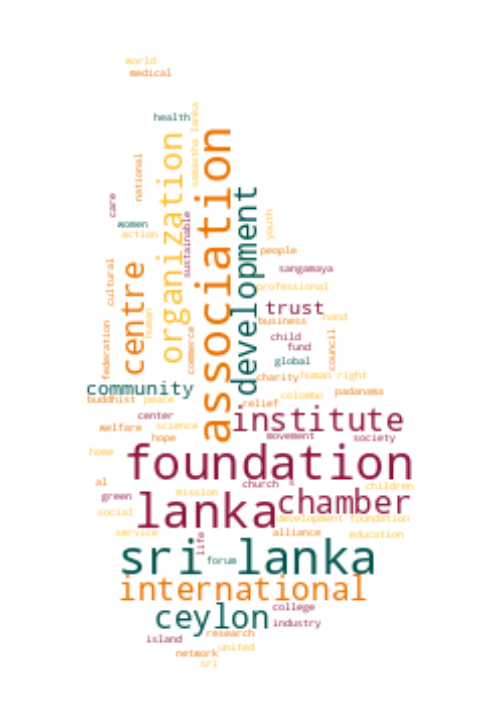 world
medical
health
samastha lanka
association
organization
national
care
development
women
action
sustainable
youth
people
sangamaya
centre
cultural
human
professional
trust
business
hand
commerce
federation
child
fund
council
global
charity
human right
community
buddhist
peace
relief
colombo
padanama
center
institute
welfare
science
hope
movement
society
home
foundation
al
church
s
children
green
mission
lanka
chamber
social
development foundation
service
life
alliance
education
sri lanka
forum
international
ceylon
college
industry
island
research
network
united
sri